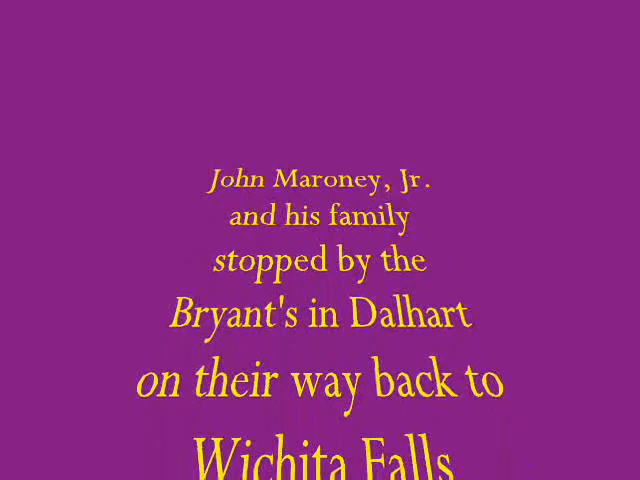 John Maroney, Jr.
and his family
stopped by the
Bryant's in Dalhart
on their way back to
Wichita Falls